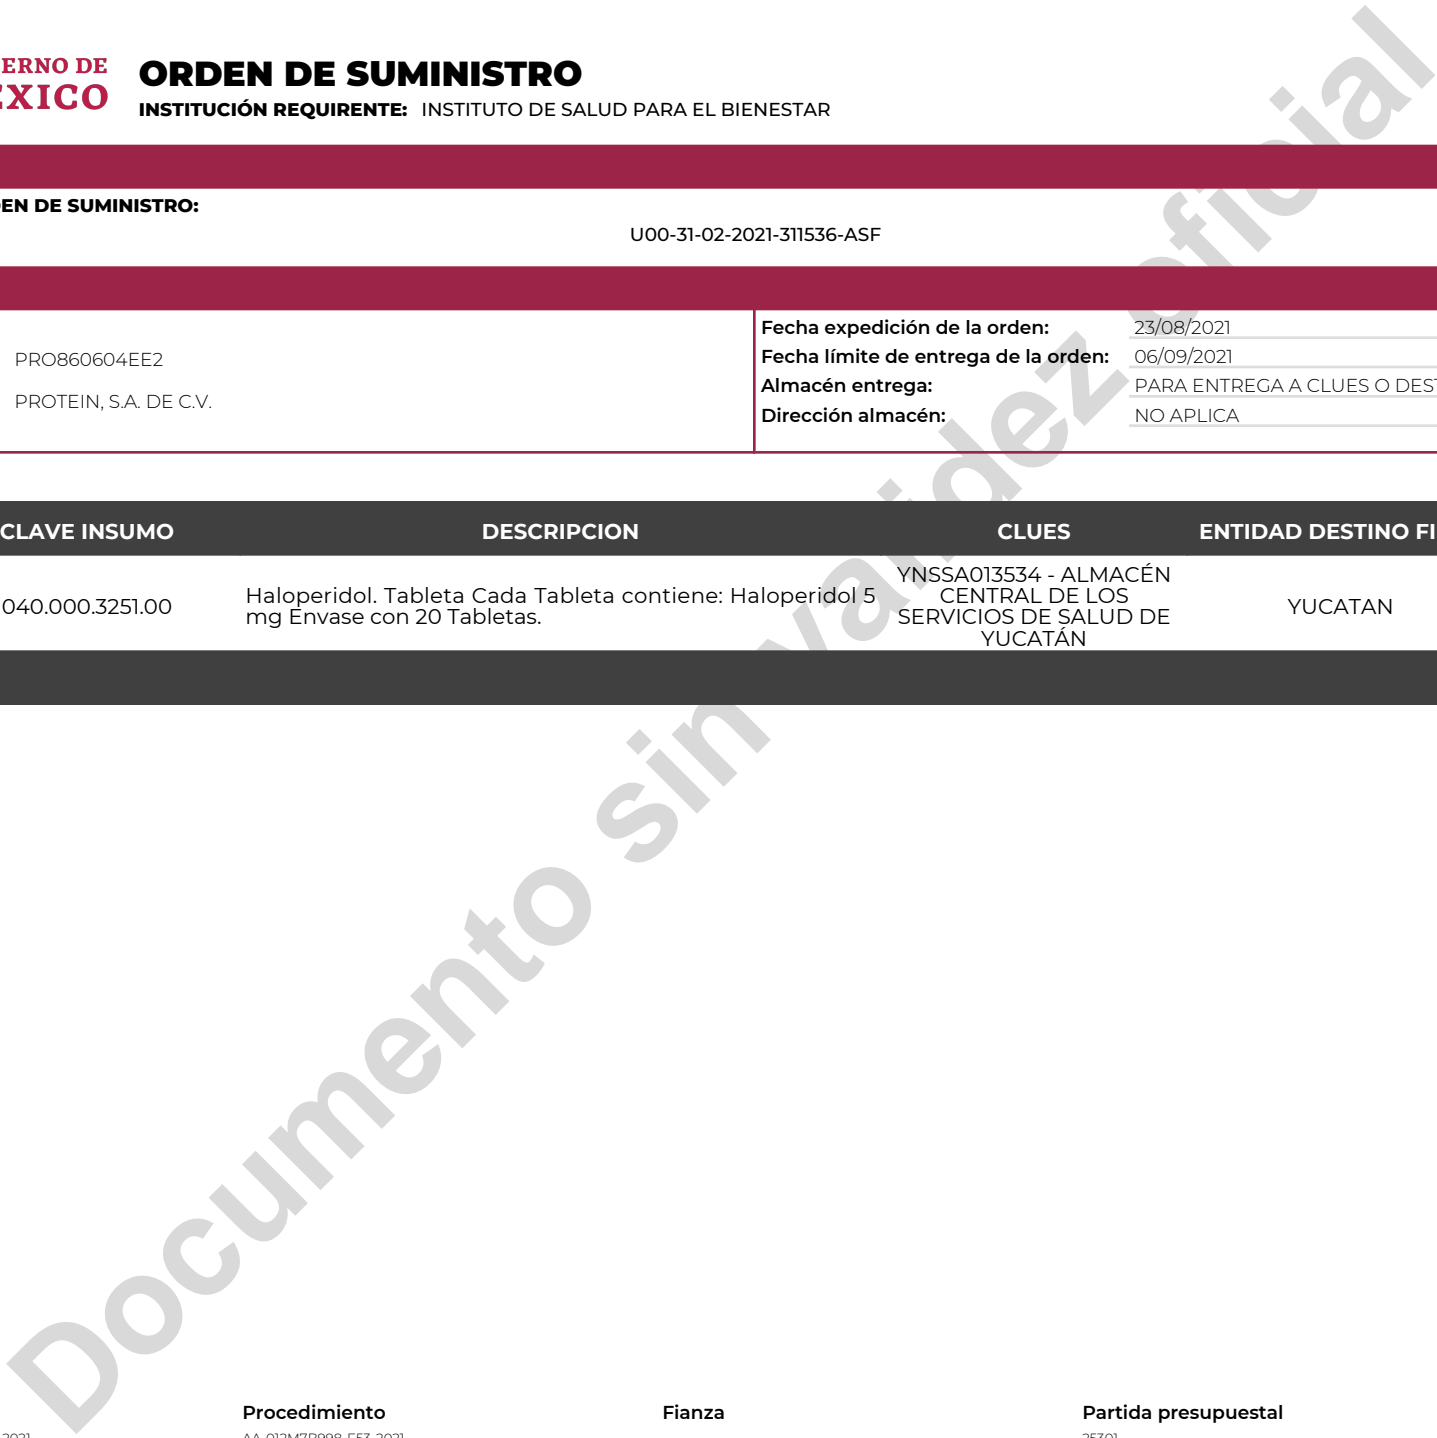 ERNO DE
ÉXICO
ORDEN DE SUMINISTRO
INSTITUCIÓN REQUIRENTE: INSTITUTO DE SALUD PARA EL BIENESTAR
EN DE SUMINISTRO:
U00-31-02-2021-311536-ASF
PRO860604EE2
PROTEIN, S.A. DE C.V.
Fecha expedición de la orden: 23/08/2021
Fecha límite de entrega de la orden: 06/09/2021
Almacén entrega: PARA ENTREGA A CLUES O DEST
Dirección almacén: NO APLICA
CLAVE INSUMO DESCRIPCION CLUES ENTIDAD DESTINO FI
040.000.3251.00
Haloperidol. Tableta Cada Tableta contiene: Haloperidol 5
mg Envase con 20 Tabletas.
YNSSA013534 - ALMACÉN
CENTRAL DE LOS
SERVICIOS DE SALUD DE
YUCATÁN
YUCATAN
Documento sin validez oficial
Procedimiento Fianza Partida presupuestal